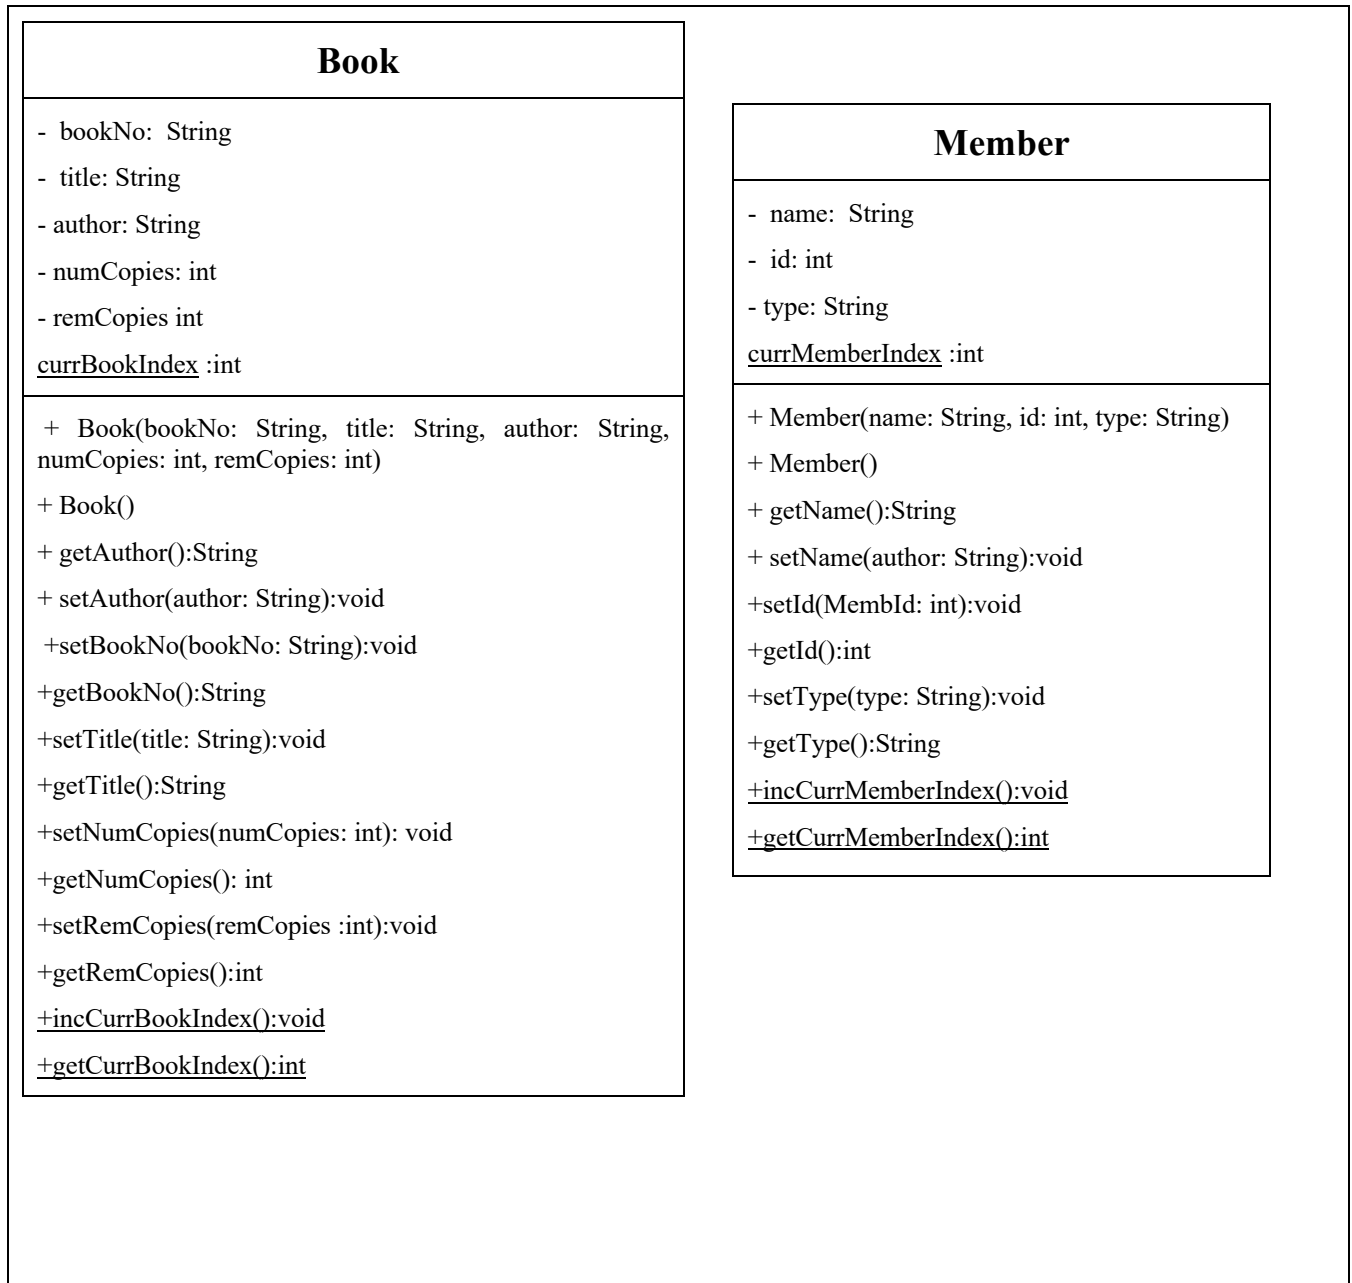 Book
- bookNo: String
- title: String
- author: String
- numCopies: int
- remCopies int
currBookIndex :int
+ Book(bookNo: String, title: String, author: String,
numCopies: int, remCopies: int)
+ Book()
+ getAuthor():String
+ setAuthor(author: String):void
+setBookNo(bookNo: String):void
+getBookNo():String
+setTitle(title: String):void
+getTitle():String
+setNumCopies(numCopies: int): void
+getNumCopies(): int
+setRemCopies(remCopies :int):void
+getRemCopies():int
+incCurrBookIndex():void
+getCurrBookIndex():int
Member
- name: String
- id: int
- type: String
currMemberIndex :int
+ Member(name: String, id: int, type: String)
+ Member()
+ getName():String
+ setName(author: String):void
+setId(MembId: int):void
+getId():int
+setType(type: String):void
+getType():String
+incCurrMemberIndex():void
+getCurrMemberIndex():int